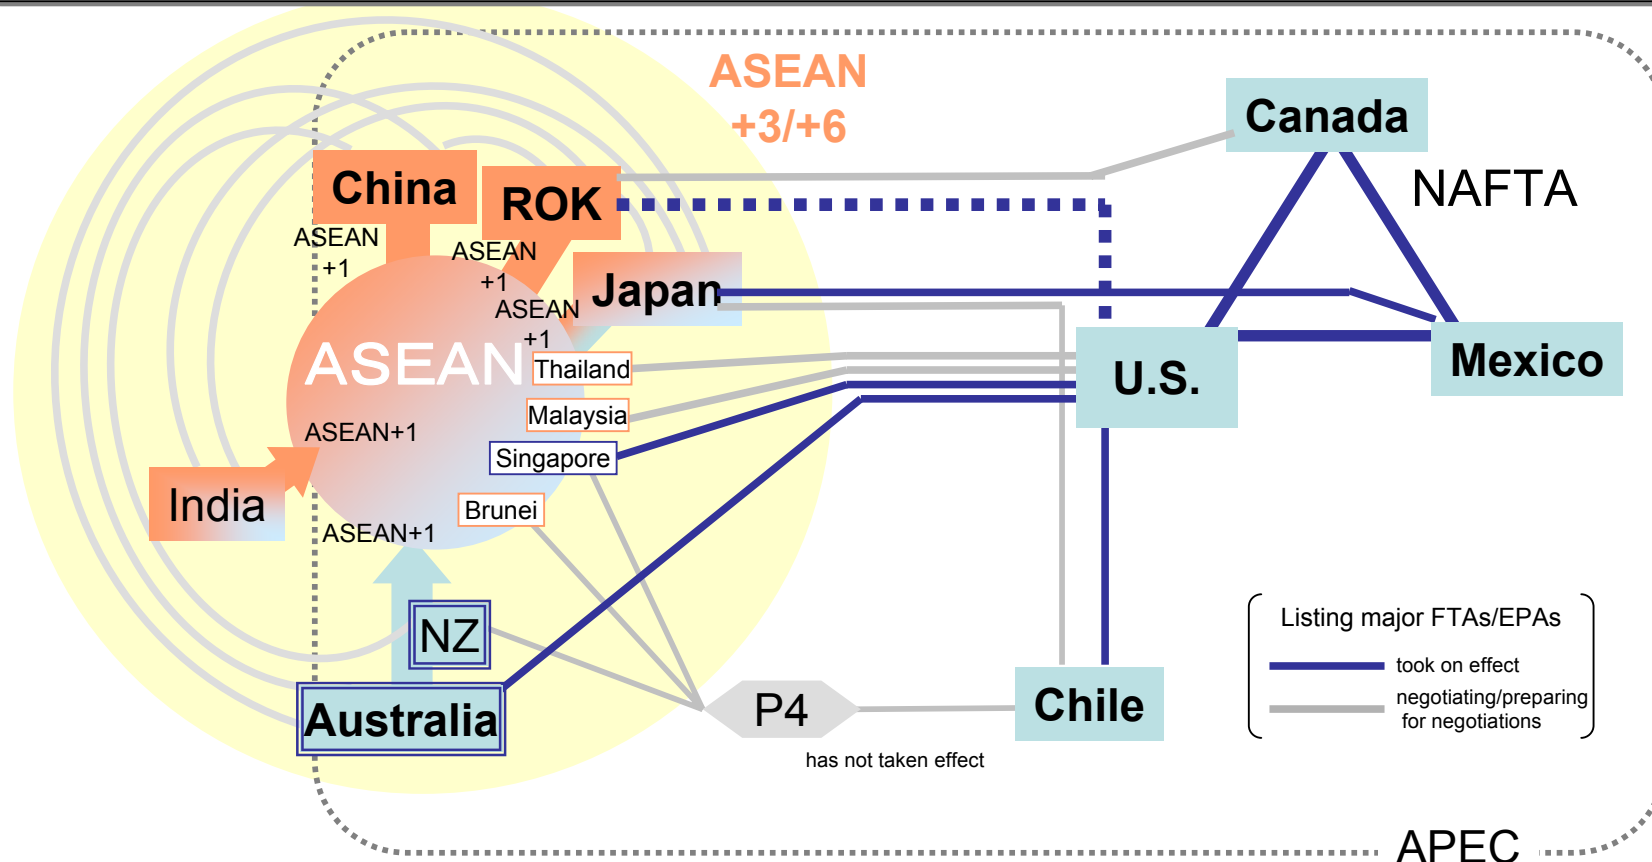 ASEAN
+3/+6
Canada
NAFTA
China
ROK
ASEAN
+1
ASEAN
+1
Japan
ASEAN
+1
ASEAN
Thailand
Malaysia
Singapore
Brunei
U.S.
Mexico
ASEAN+1
India
ASEAN+1
NZ
Australia
P4
has not taken effect
Chile
Listing major FTAs/EPAs
took on effect
negotiating/preparing
for negotiations
APEC